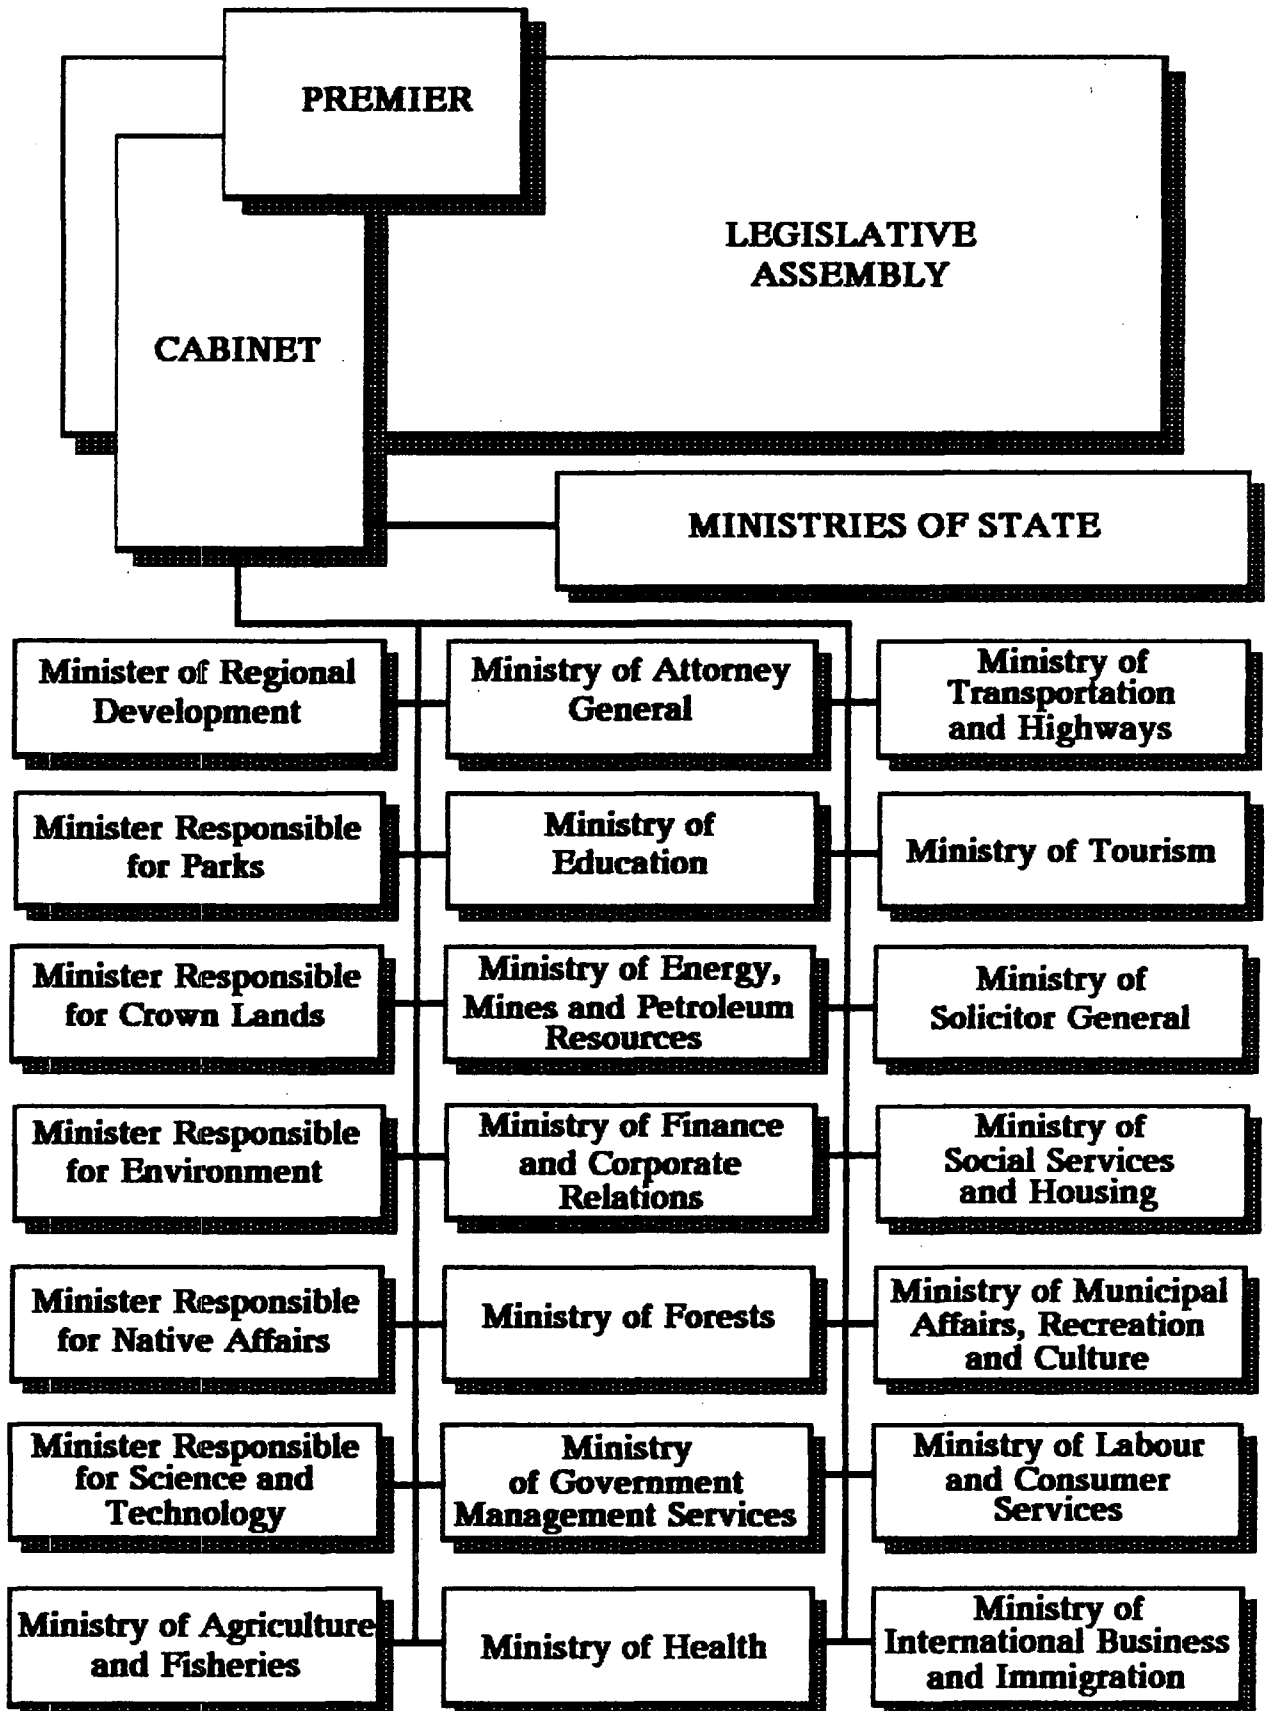 PREMIER
LEGISLATIVE
ASSEMBLY
CABINET
MINISTRIES OF STATE
Minister of Regional
Development
Ministry of Attorney
General
Ministry of
Transportation
and Highways
Minister Responsible
for Parks
Ministry of
Education
Ministry of Tourism
Minister Responsible
for Crown Lands
Ministry of Energy,
Mines and Petroleum
Resources
Ministry of
Solicitor General
Minister Responsible
for Environment
Ministry of Finance
and Corporate
Relations
Ministry of
Social Services
and Housing
Minister Responsible
for Native Affairs
Ministry of Forests
Ministry of Municipal
Affairs, Recreation
and Culture
Minister Responsible
for Science and
Technology
Ministry
of Government
Management Services
Ministry of Labour
and Consumer
Services
Ministry of Agriculture
and Fisheries
Ministry of Health
Ministry of
International Business
and Immigration